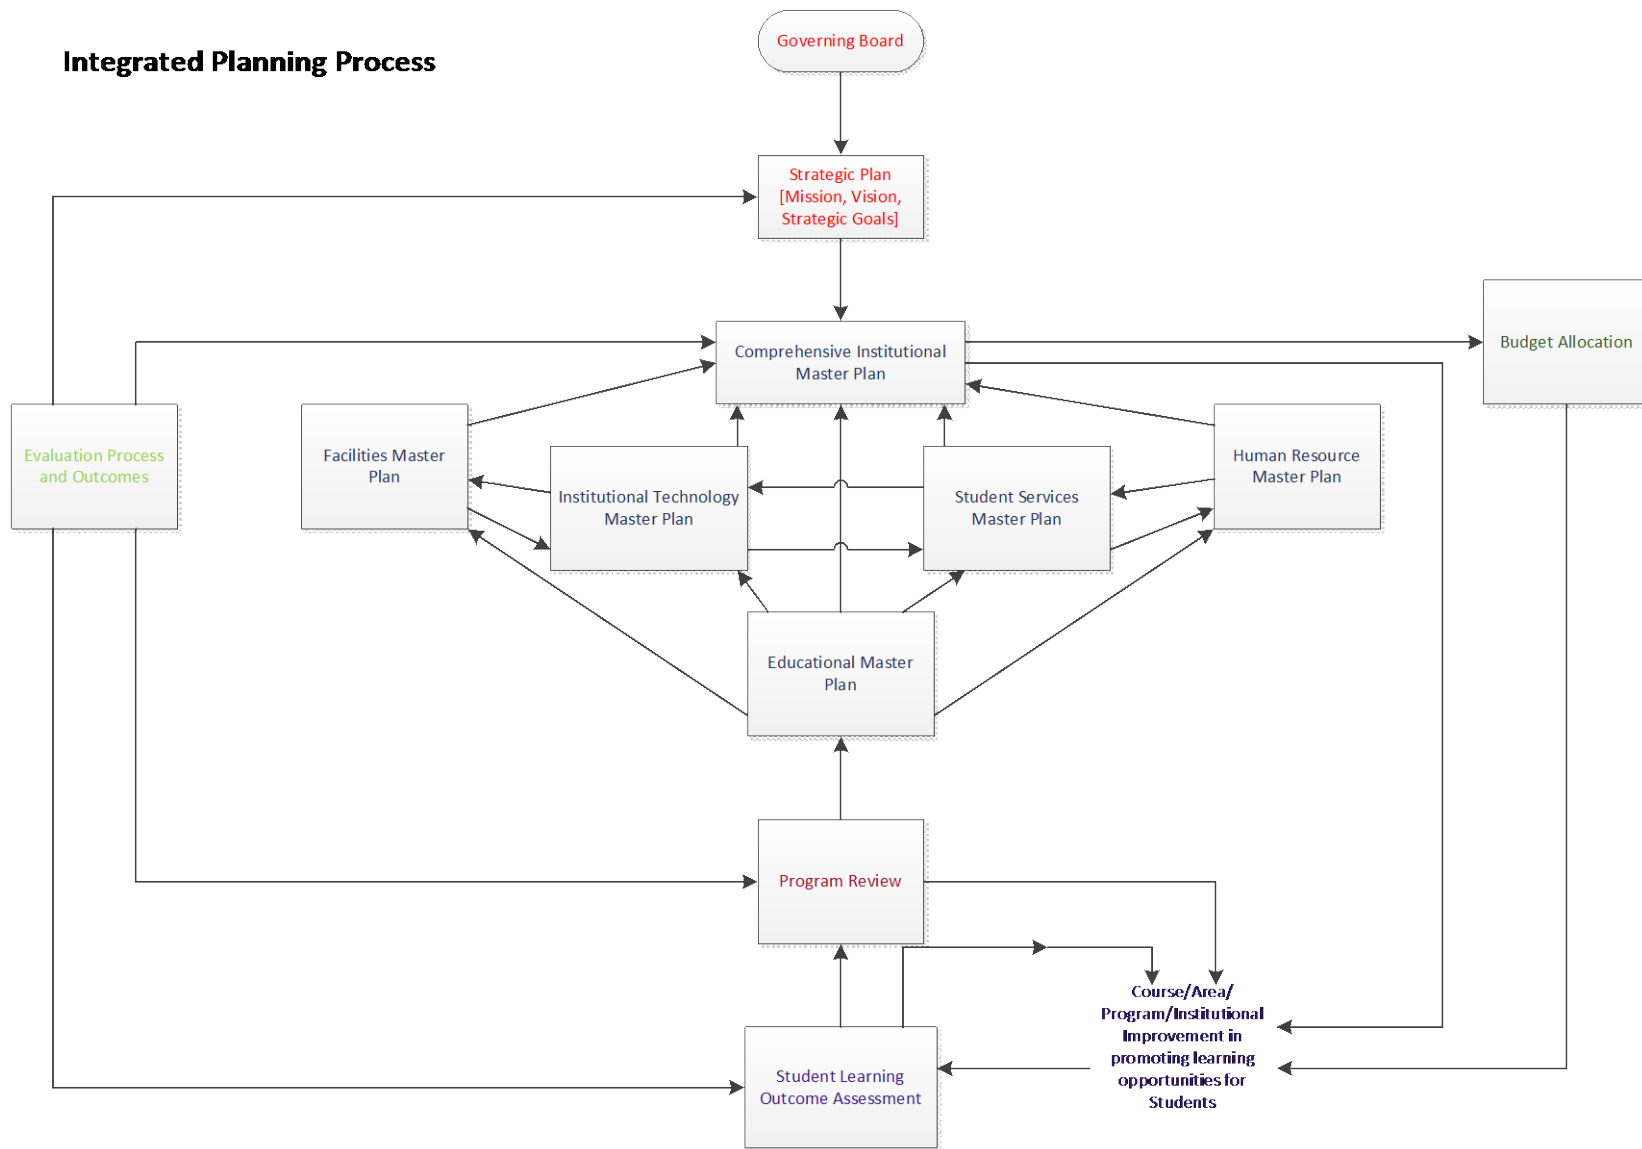 Governing Board
Integrated Planning Process
Strategic Plan
[Mission, Vision,
Strategic Goals]
Comprehensive Institutional
Master Plan
Budget Allocation
Evaluation Process
and Outcomes
Facilities Master
Plan
Institutional Technology
Master Plan
Student Services
Master Plan
Human Resource
Master Plan
Educational Master
Plan
Program Review
Course/Area/
Program/Institutional
Improvement in
promoting learning
opportunities for
Students
Student Learning
Outcome Assessment